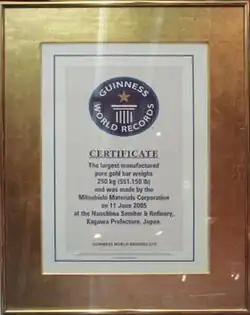 GUINNESS
WORLD RECORDS
CERTIFICATE
The largest manufactured
pure gold bar weighs
250 kg (551.150 lb)
and was made by the
Mitsubishi Materials Corporation
on 11 June 2005
at the Naoshima Smelter & Refinery,
Kagawa Prefecture, Japan.
GUINNESS WORLD RECORDS LTD